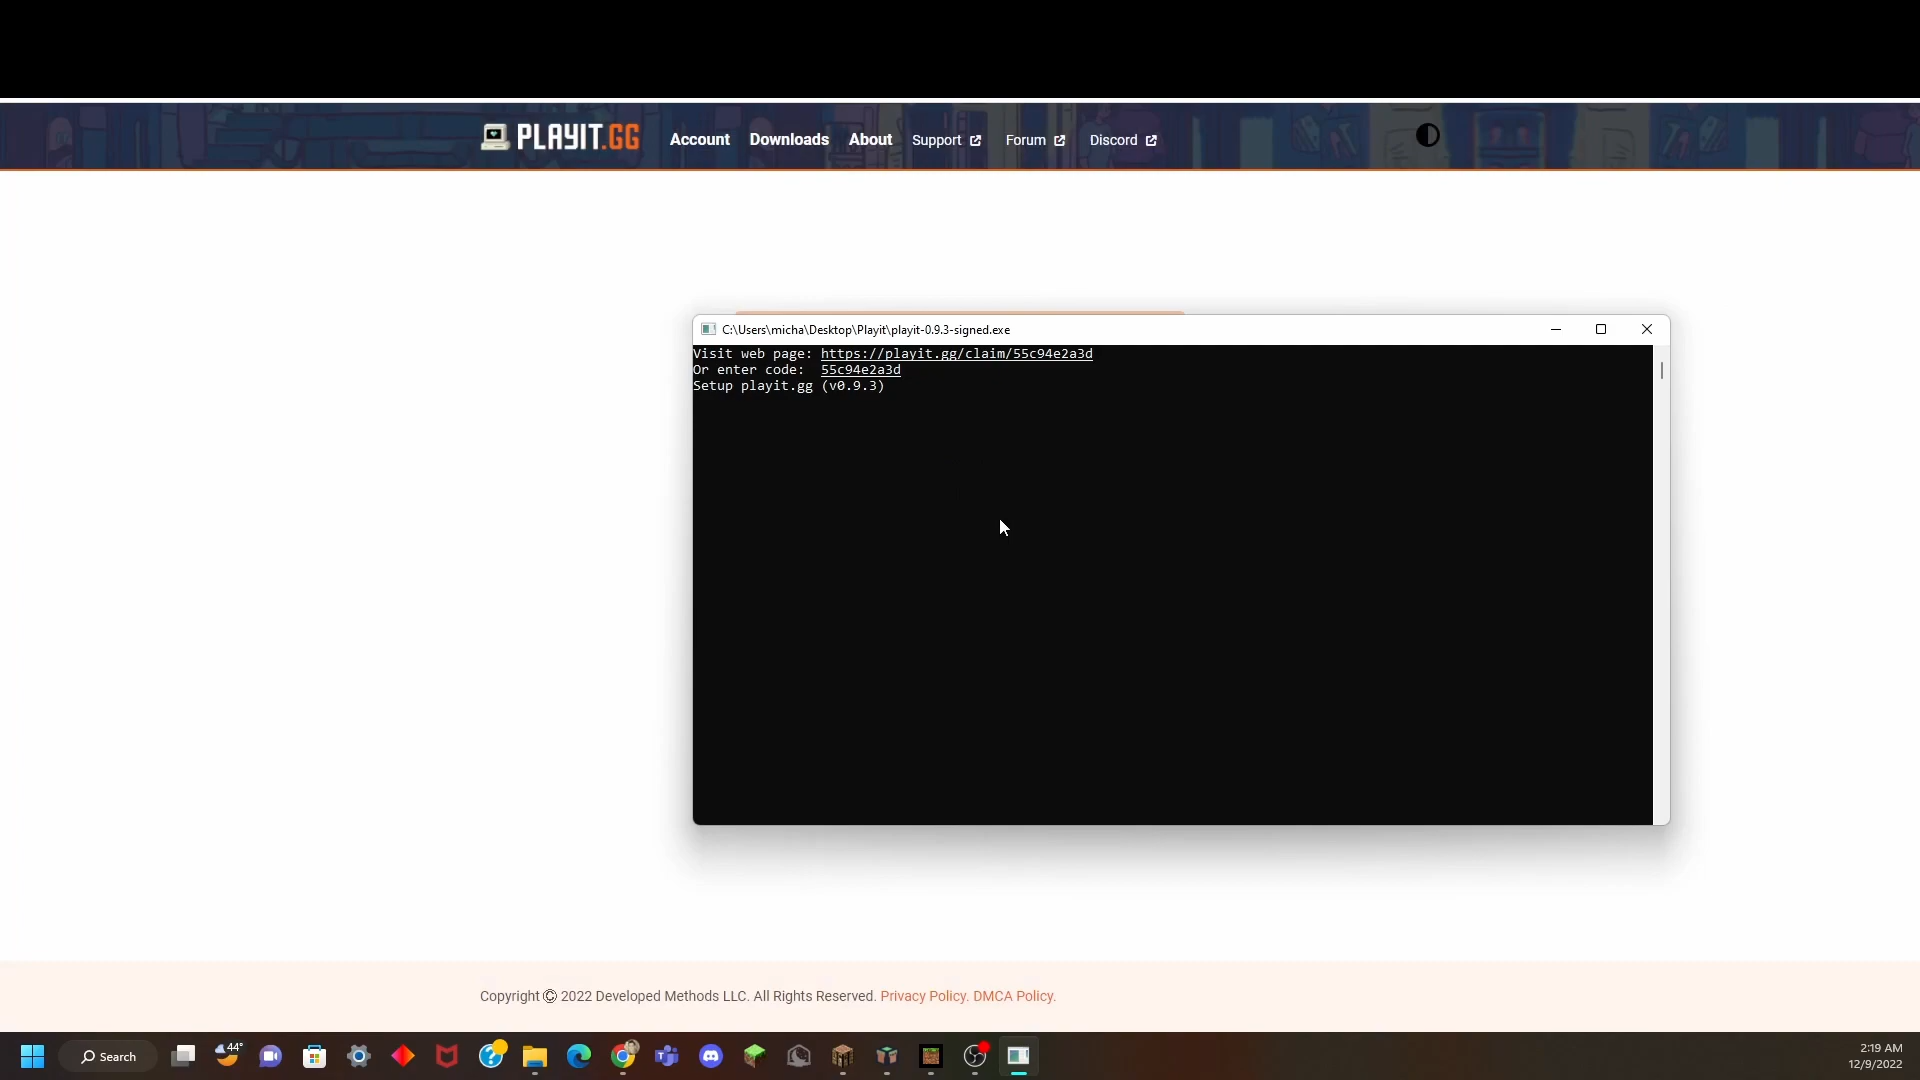 PLAYIT.GG Account Downloads About Support Forum Discord
C:\Users\micha\Desktop\Playit\playit-0.9.3-signed.exe
Visit web page: https://playit.gg/claim/55c94e2a3d
Or enter code: 55c94e2a3d
Setup playit.gg (v0.9.3)
Copyright © 2022 Developed Methods LLC. All Rights Reserved. Privacy Policy. DMCA Policy.
Search
44°
2:19 AM
12/9/2022